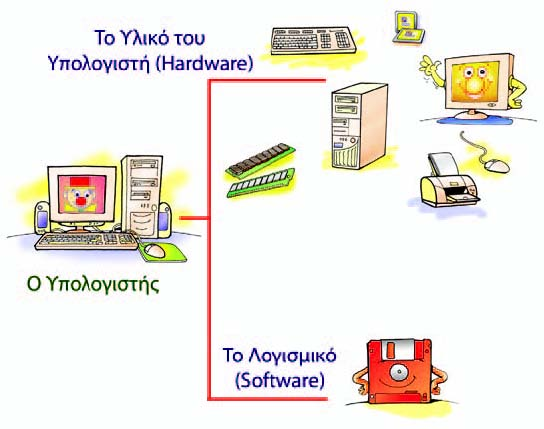 Το Υλικό του
Υπολογιστή (Hardware)
Ο Υπολογιστής
Το Λογισμικό
(Software)